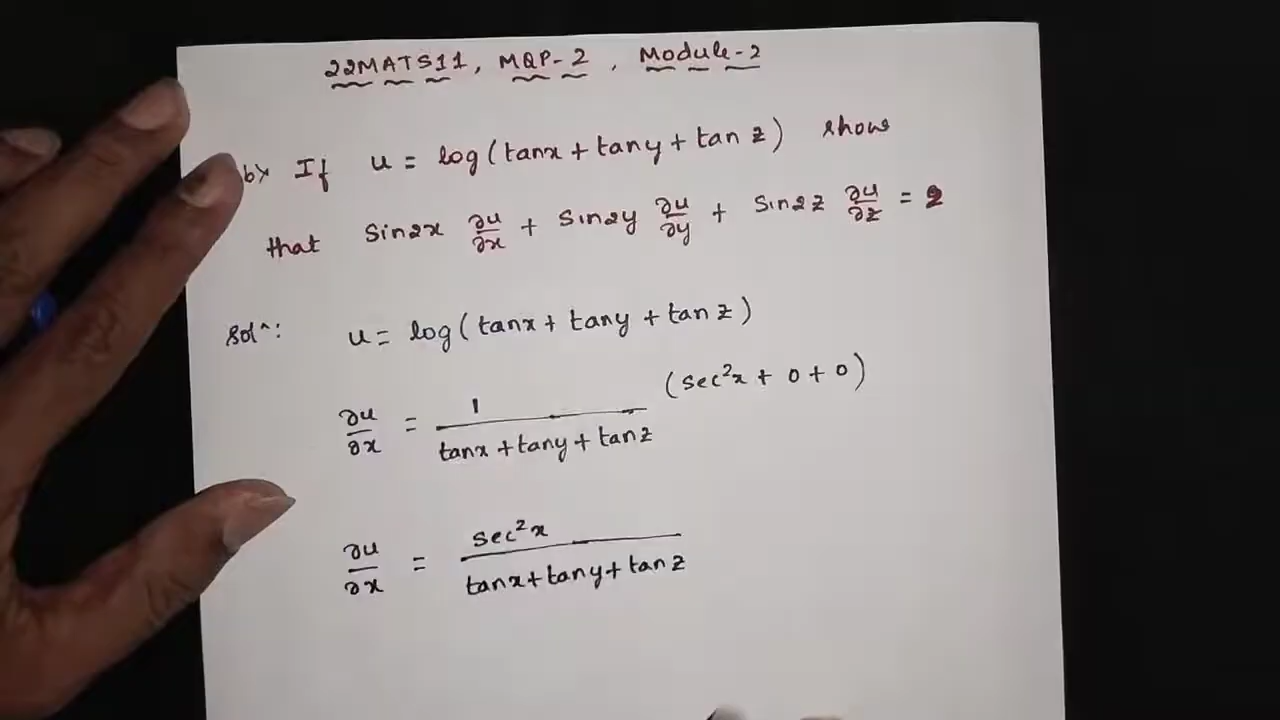 22MATS11, MQP-2, Module-2
b) If u = log(tanx + tany + tan z) show
that Sin2x ∂u/∂x + Sin2y ∂u/∂y + Sin2z ∂u/∂z = 2
Solⁿ: u = log(tanx + tany + tan z)
∂u/∂x = 1/(tanx + tany + tanz) (sec²x + 0 + 0)
∂u/∂x = sec²x/(tanx + tany + tanz)